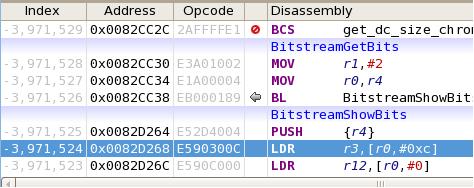 Index Address Opcode Disassembly
-3,971,529 0x0082CC2C 2AFFFFE1 BCS get_dc_size_chro
BitstreamGetBits
-3,971,528 0x0082CC30 E3A01002 MOV r1,#2
-3,971,527 0x0082CC34 E1A00004 MOV r0,r4
-3,971,526 0x0082CC38 EB000189 BL BitstreamShowBit
BitstreamShowBits
-3,971,525 0x0082D264 E52D4004 PUSH {r4}
-3,971,524 0x0082D268 E590300C LDR r3,[r0,#0xc]
-3,971,523 0x0082D26C E590C000 LDR r12,[r0,#0]